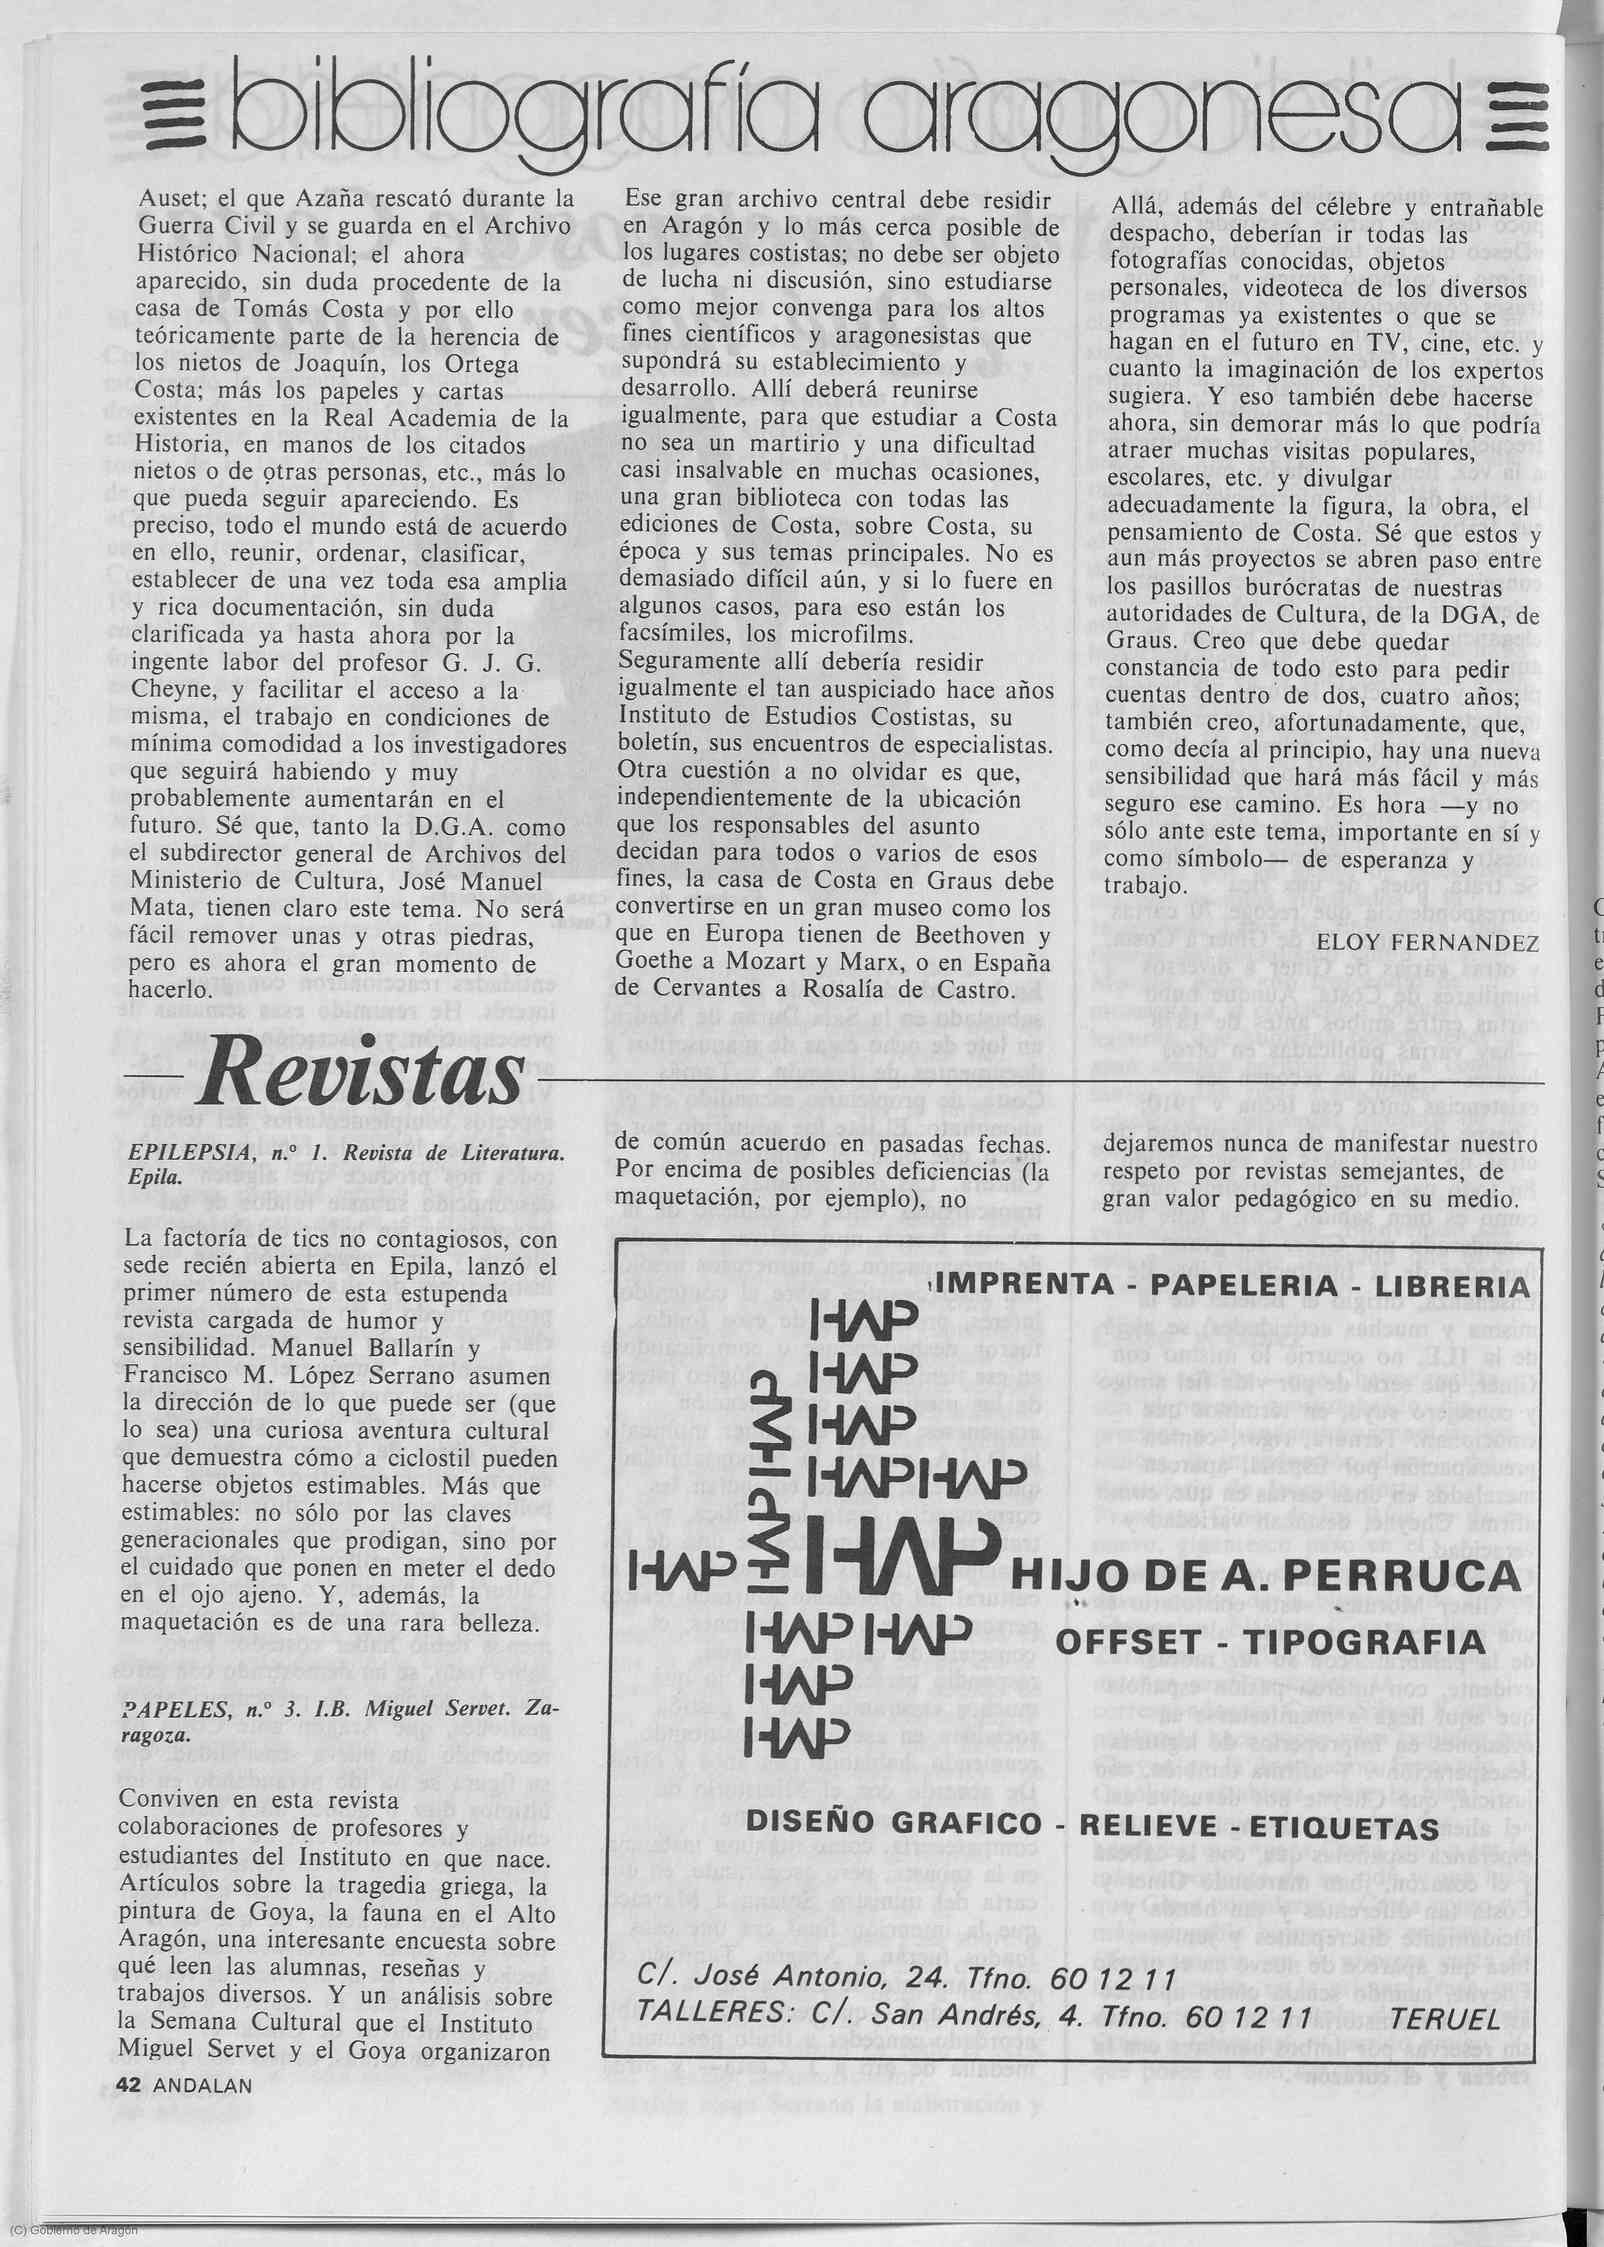 bibliografía aragonesa
Auset; el que Azaña rescató durante la
Guerra Civil y se guarda en el Archivo
Histórico Nacional; el ahora
aparecido, sin duda procedente de la
casa de Tomás Costa y por ello
teóricamente parte de la herencia de
los nietos de Joaquín, los Ortega
Costa; más los papeles y cartas
existentes en la Real Academia de la
Historia, en manos de los citados
nietos o de otras personas, etc., más lo
que pueda seguir apareciendo. Es
preciso, todo el mundo está de acuerdo
en ello, reunir, ordenar, clasificar,
establecer de una vez toda esa amplia
y rica documentación, sin duda
clarificada ya hasta ahora por la
ingente labor del profesor G. J. G.
Cheyne, y facilitar el acceso a la
misma, el trabajo en condiciones de
mínima comodidad a los investigadores
que seguirá habiendo y muy
probablemente aumentarán en el
futuro. Sé que, tanto la D.G.A. como
el subdirector general de Archivos del
Ministerio de Cultura, José Manuel
Mata, tienen claro este tema. No será
fácil remover unas y otras piedras,
pero es ahora el gran momento de
hacerlo.
Ese gran archivo central debe residir
en Aragón y lo más cerca posible de
los lugares costistas; no debe ser objeto
de lucha ni discusión, sino estudiarse
como mejor convenga para los altos
fines científicos y aragonesistas que
supondrá su establecimiento y
desarrollo. Allí deberá reunirse
igualmente, para que estudiar a Costa
no sea un martirio y una dificultad
casi insalvable en muchas ocasiones,
una gran biblioteca con todas las
ediciones de Costa, sobre Costa, su
época y sus temas principales. No es
demasiado difícil aún, y si lo fuere en
algunos casos, para eso están los
facsímiles, los microfilms.
Seguramente allí debería residir
igualmente el tan auspiciado hace años
Instituto de Estudios Costistas, su
boletín, sus encuentros de especialistas.
Otra cuestión a no olvidar es que,
independientemente de la ubicación
que los responsables del asunto
decidan para todos o varios de esos
fines, la casa de Costa en Graus debe
convertirse en un gran museo como los
que en Europa tienen de Beethoven y
Goethe a Mozart y Marx, o en España
de Cervantes a Rosalía de Castro.
Allá, además del célebre y entrañable
despacho, deberían ir todas las
fotografías conocidas, objetos
personales, videoteca de los diversos
programas ya existentes o que se
hagan en el futuro en TV, cine, etc. y
cuanto la imaginación de los expertos
sugiera. Y eso también debe hacerse
ahora, sin demorar más lo que podría
atraer muchas visitas populares,
escolares, etc. y divulgar
adecuadamente la figura, la obra, el
pensamiento de Costa. Sé que estos y
aun más proyectos se abren paso entre
los pasillos burócratas de nuestras
autoridades de Cultura, de la DGA, de
Graus. Creo que debe quedar
constancia de todo esto para pedir
cuentas dentro de dos, cuatro años;
también creo, afortunadamente, que,
como decía al principio, hay una nueva
sensibilidad que hará más fácil y más
seguro ese camino. Es hora —y no
sólo ante este tema, importante en sí y
como símbolo— de esperanza y
trabajo.
ELOY FERNANDEZ
Revistas
EPILEPSIA, n.º 1. Revista de Literatura.
Epila.
La factoría de tics no contagiosos, con
sede recién abierta en Epila, lanzó el
primer número de esta estupenda
revista cargada de humor y
sensibilidad. Manuel Ballarín y
Francisco M. López Serrano asumen
la dirección de lo que puede ser (que
lo sea) una curiosa aventura cultural
que demuestra cómo a ciclostil pueden
hacerse objetos estimables. Más que
estimables: no sólo por las claves
generacionales que prodigan, sino por
el cuidado que ponen en meter el dedo
en el ojo ajeno. Y, además, la
maquetación es de una rara belleza.
PAPELES, n.º 3. I.B. Miguel Servet. Za-
ragoza.
Conviven en esta revista
colaboraciones de profesores y
estudiantes del Instituto en que nace.
Artículos sobre la tragedia griega, la
pintura de Goya, la fauna en el Alto
Aragón, una interesante encuesta sobre
qué leen las alumnas, reseñas y
trabajos diversos. Y un análisis sobre
la Semana Cultural que el Instituto
Miguel Servet y el Goya organizaron
de común acuerdo en pasadas fechas.
Por encima de posibles deficiencias (la
maquetación, por ejemplo), no
dejaremos nunca de manifestar nuestro
respeto por revistas semejantes, de
gran valor pedagógico en su medio.
IMPRENTA - PAPELERIA - LIBRERIA
HAP
HAP
HAP
HAP HAP
HAP
HAP
HAP HAP HIJO DE A. PERRUCA
HAP HAP OFFSET - TIPOGRAFIA
HAP
HAP
DISEÑO GRAFICO - RELIEVE - ETIQUETAS
C/. José Antonio, 24. Tfno. 60 12 11
TALLERES: C/. San Andrés, 4. Tfno. 60 12 11 TERUEL
42 ANDALAN
(C) Gobierno de Aragón